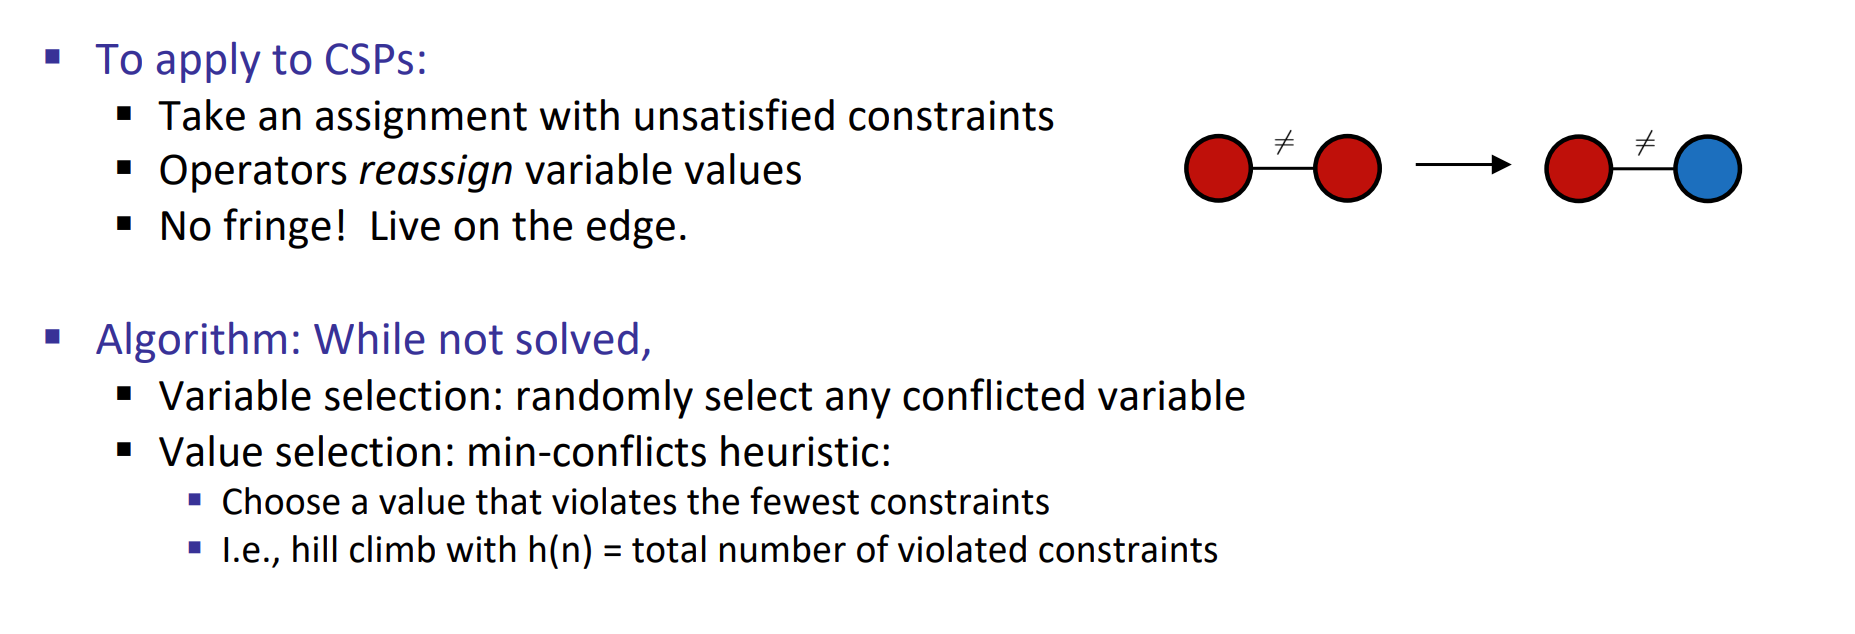 To apply to CSPs:
Take an assignment with unsatisfied constraints
≠ ≠
Operators reassign variable values
No fringe! Live on the edge.
Algorithm: While not solved,
Variable selection: randomly select any conflicted variable
Value selection: min-conflicts heuristic:
Choose a value that violates the fewest constraints
I.e., hill climb with h(n) = total number of violated constraints